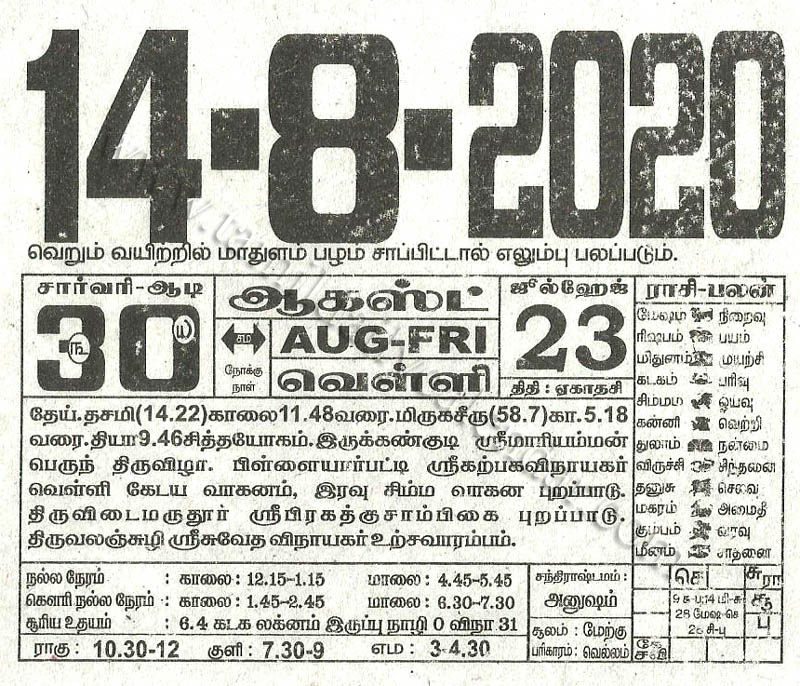 14-8-2020
வெறும் வயிற்றில் மாதுளம் பழம் சாப்பிட்டால் எலும்பு பலப்படும்.
சார்வரி-ஆடி
30
ஆகஸ்ட்
சம நோக்கு நாள்
AUG-FRI
வெள்ளி
ஜூல்ஹேஜ்
23
திதி : ஏகாதசி
ராசி-பலன்
மேஷம் நிறைவு
ரிஷபம் பயம்
மிதுனம் முயற்சி
கடகம் பரிவு
சிம்மம் ஓய்வு
கன்னி வெற்றி
துலாம் நன்மை
விருச்சி சிந்தனை
தனுசு செலவு
மகரம் அமைதி
கும்பம் வரவு
மீனம் சாதனை
தேய்.தசமி(14.22)காலை11.48வரை.மிருகசீரு(58.7)கா.5.18
வரை.தியா9.46சித்தயோகம்.இருக்கண்குடி ஸ்ரீமாரியம்மன்
பெருந் திருவிழா. பிள்ளையார்பட்டி ஸ்ரீகற்பகவிநாயகர்
வெள்ளி கேடய வாகனம், இரவு சிம்ம வாகன புறப்பாடு.
திருவிடைமருதூர் ஸ்ரீபிரகத்குசாம்பிகை புறப்பாடு.
திருவலஞ்சுழி ஸ்ரீசுவேத விநாயகர் உற்சவாரம்பம்.
நல்ல நேரம் : காலை : 12.15-1.15 மாலை : 4.45-5.45
கௌரி நல்ல நேரம் : காலை : 1.45-2.45 மாலை : 6.30-7.30
சூரிய உதயம் : 6.4 கடக லக்னம் இருப்பு நாழி 0 விநா 31
ராகு : 10.30-12 குளி : 7.30-9 எம : 3-4.30
சந்திராஷ்டமம் :
அனுஷம்
சூலம் : மேற்கு
பரிகாரம் : வெல்லம்
செ
சு ரா
28 மேஷ-செ
பு